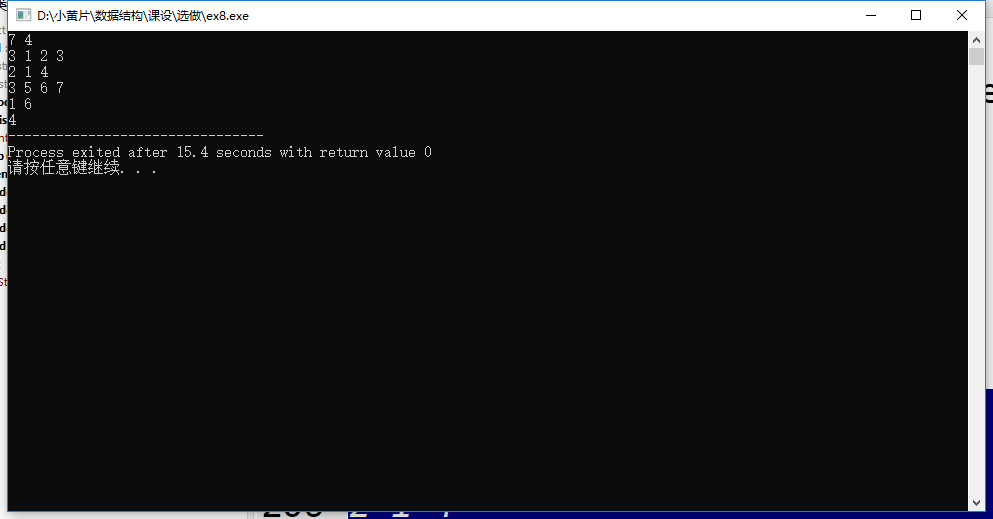 D:\小黄片\数据结构\课设\选做\ex8.exe
7 4
3 1 2 3
2 1 4
3 5 6 7
1 6
4
--------------------------------
Process exited after 15.4 seconds with return value 0
请按任意键继续. . .